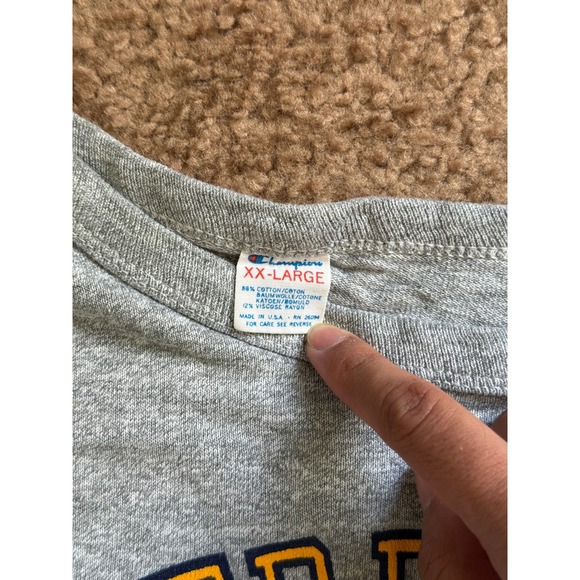 Champion
XX-LARGE
88% COTTON/COTON
BAUMWOLLE/COTONE
KATOEN/BOMULD
12% VISCOSE RAYON
MADE IN U.S.A. - RN 26094
FOR CARE SEE REVERSE